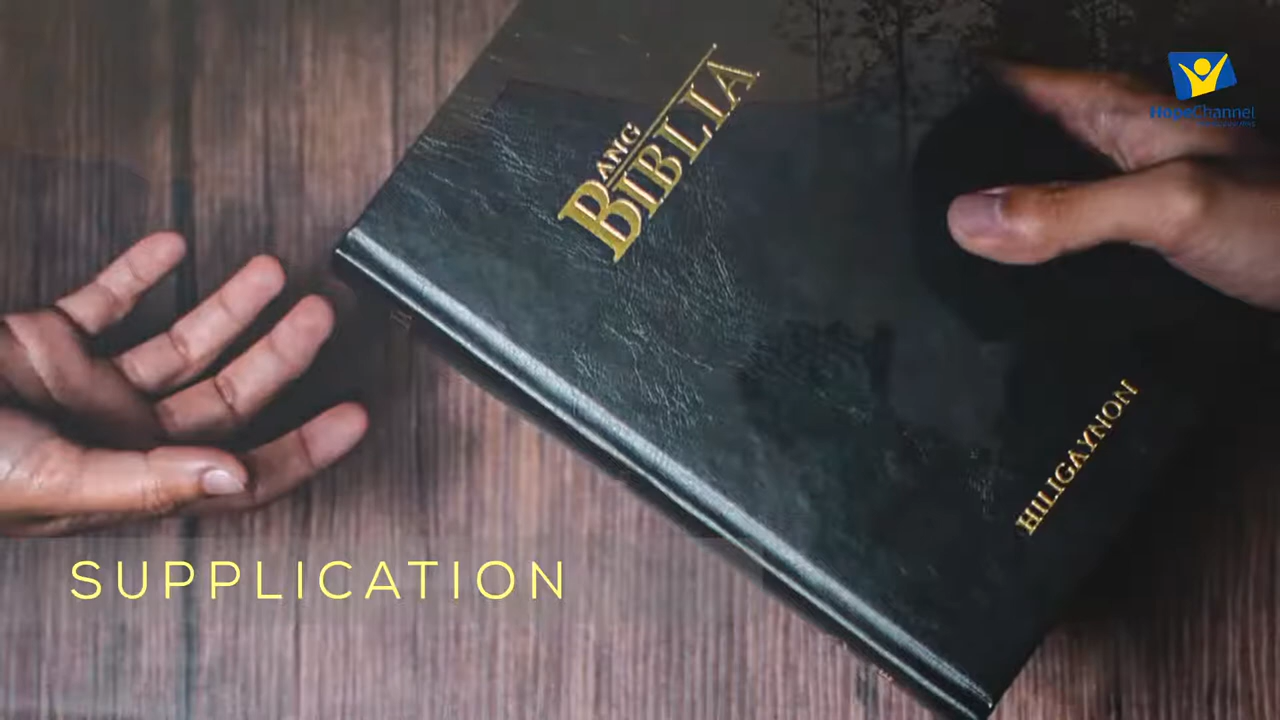 ANG
BIBLIA
HopeChannel
HILIGAYNON
SUPPLICATION